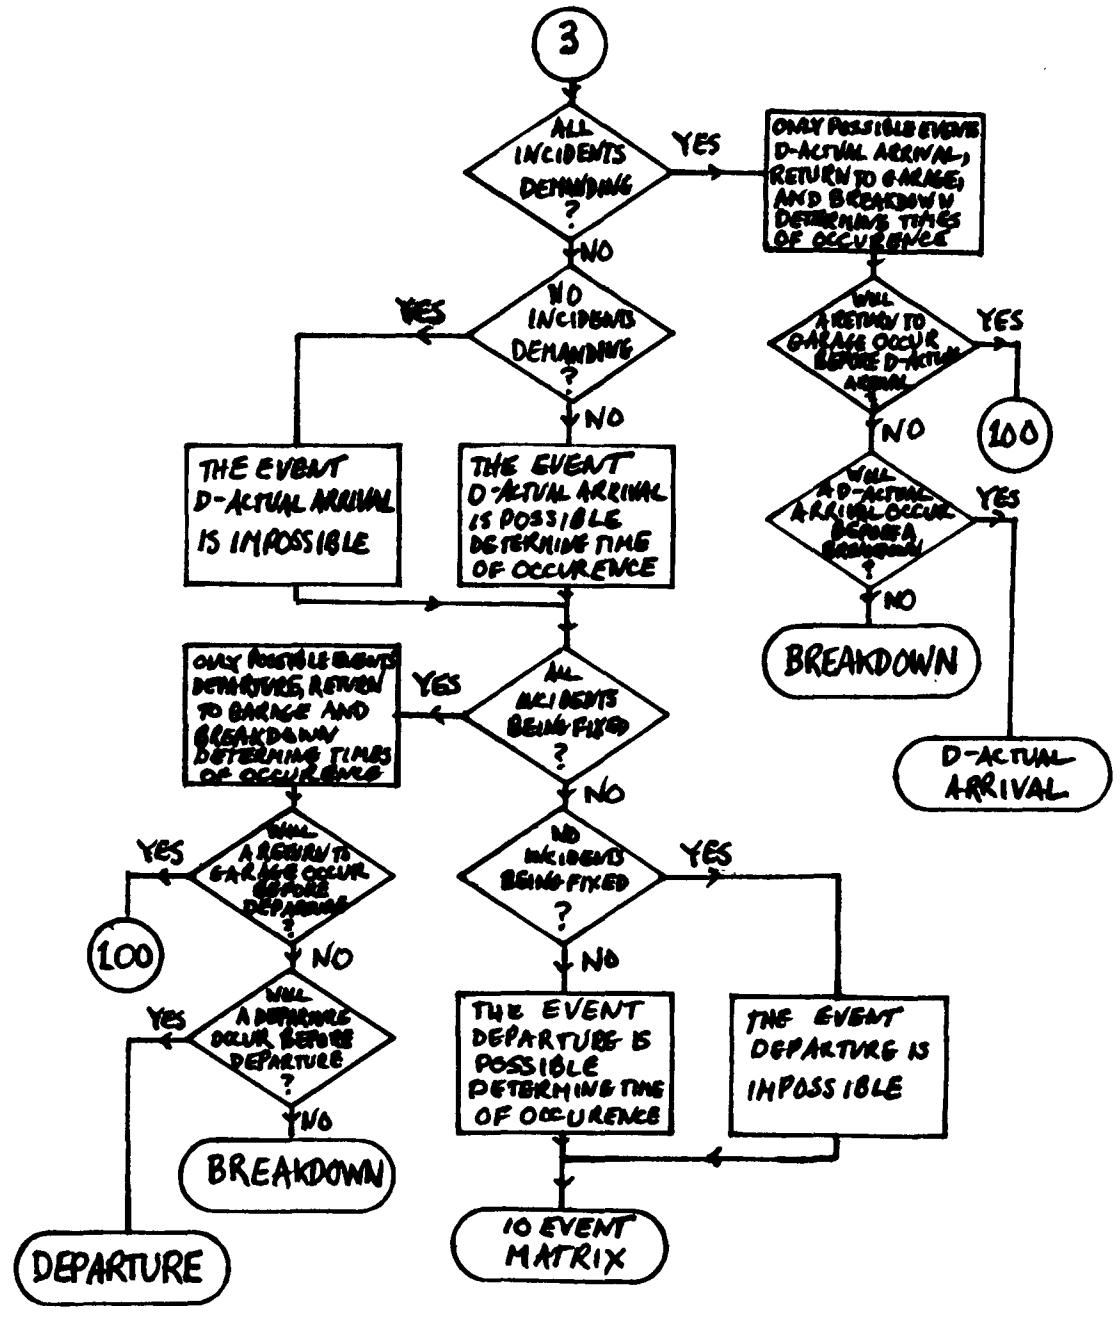 3
ALL
INCIDENTS
DEMANDING
?
YES
ONLY POSSIBLE EVENTS
D-ACTUAL ARRIVAL,
RETURN TO GARAGE,
AND BREAKDOWN
DETERMINE TIMES
OF OCCURENCE
NO
NO
INCIDENTS
DEMANDING
?
YES
NO
WILL
A RETURN TO
GARAGE OCCUR
BEFORE D-ACTUAL
ARRIVAL
?
YES
100
NO
THE EVENT
D-ACTUAL ARRIVAL
IS IMPOSSIBLE
THE EVENT
D-ACTUAL ARRIVAL
IS POSSIBLE
DETERMINE TIME
OF OCCURENCE
WILL
A D-ACTUAL
ARRIVAL OCCUR
BEFORE A
BREAKDOWN
?
YES
NO
BREAKDOWN
D-ACTUAL
ARRIVAL
ALL
INCIDENTS
BEING FIXED
?
YES
ONLY POSSIBLE EVENTS
DEPARTURE, RETURN
TO GARAGE AND
BREAKDOWN
DETERMINE TIMES
OF OCCURENCE
NO
WILL
A RETURN TO
GARAGE OCCUR
BEFORE
DEPARTURE
?
YES
100
NO
NO
INCIDENTS
BEING FIXED
?
YES
NO
WILL
A DEPARTURE
OCCUR BEFORE
DEPARTURE
?
YES
NO
BREAKDOWN
DEPARTURE
THE EVENT
DEPARTURE IS
POSSIBLE
DETERMINE TIME
OF OCCURENCE
THE EVENT
DEPARTURE IS
IMPOSSIBLE
10 EVENT
MATRIX